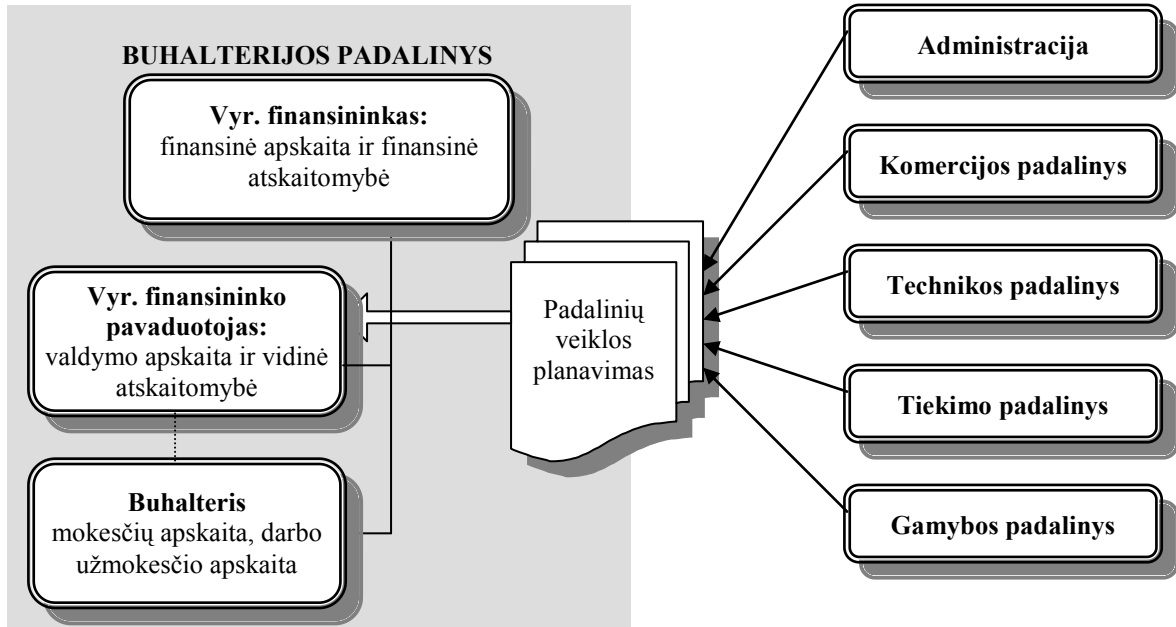 BUHALTERIJOS PADALINYS
Vyr. finansininkas:
finansinė apskaita ir finansinė
atskaitomybė
Vyr. finansininko
pavaduotojas:
valdymo apskaita ir vidinė
atskaitomybė
Buhalteris
mokesčių apskaita, darbo
užmokesčio apskaita
Padalinių
veiklos
planavimas
Administracija
Komercijos padalinys
Technikos padalinys
Tiekimo padalinys
Gamybos padalinys